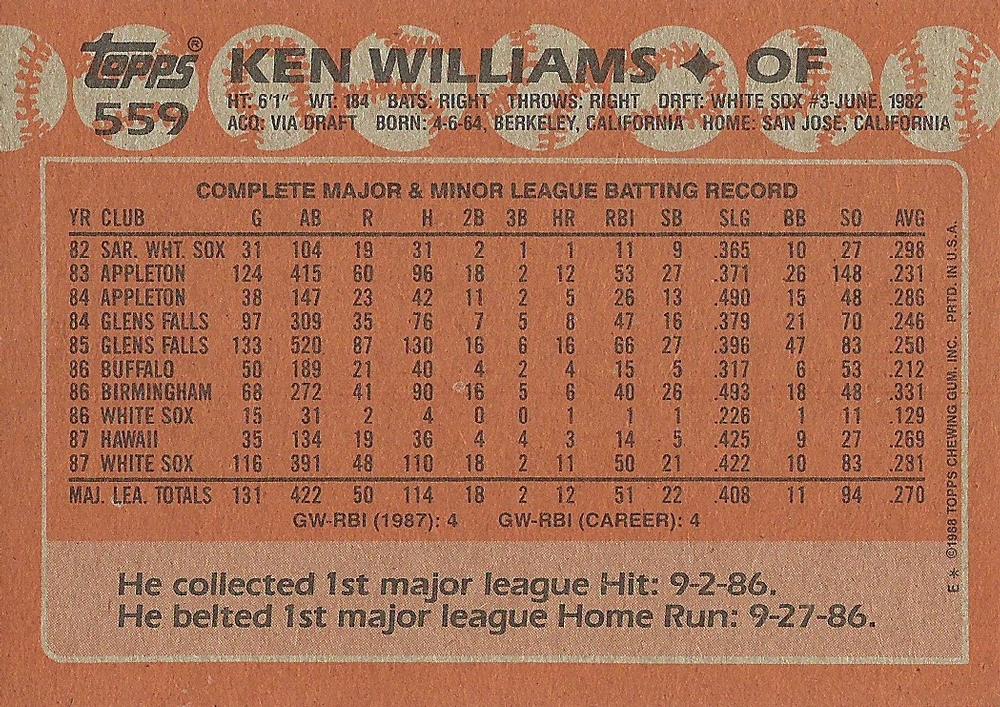 Topps® KEN WILLIAMS ✦ OF
559 HT: 6'1" WT: 184 BATS: RIGHT THROWS: RIGHT DRFT: WHITE SOX #3-JUNE, 1982
ACQ: VIA DRAFT BORN: 4-6-64, BERKELEY, CALIFORNIA HOME: SAN JOSE, CALIFORNIA
COMPLETE MAJOR & MINOR LEAGUE BATTING RECORD
YR CLUB G AB R H 2B 3B HR RBI SB SLG BB SO AVG
82 SAR. WHT. SOX 31 104 19 31 2 1 1 11 9 .365 10 27 .298
83 APPLETON 124 415 60 96 18 2 12 53 27 .371 26 148 .231
84 APPLETON 38 147 23 42 11 2 5 26 13 .490 15 48 .286
84 GLENS FALLS 97 309 35 76 7 5 8 47 16 .379 21 70 .246
85 GLENS FALLS 133 520 87 130 16 6 16 66 27 .396 47 83 .250
86 BUFFALO 50 189 21 40 4 2 4 15 5 .317 6 53 .212
86 BIRMINGHAM 68 272 41 90 16 5 6 40 26 .493 18 48 .331
86 WHITE SOX 15 31 2 4 0 0 1 1 1 .226 1 11 .129
87 HAWAII 35 134 19 36 4 4 3 14 5 .425 9 27 .269
87 WHITE SOX 116 391 48 110 18 2 11 50 21 .422 10 83 .281
MAJ. LEA. TOTALS 131 422 50 114 18 2 12 51 22 .408 11 94 .270
GW-RBI (1987): 4 GW-RBI (CAREER): 4
He collected 1st major league Hit: 9-2-86.
He belted 1st major league Home Run: 9-27-86.
E* ©1988 TOPPS CHEWING GUM, INC. PRTD. IN U.S.A.